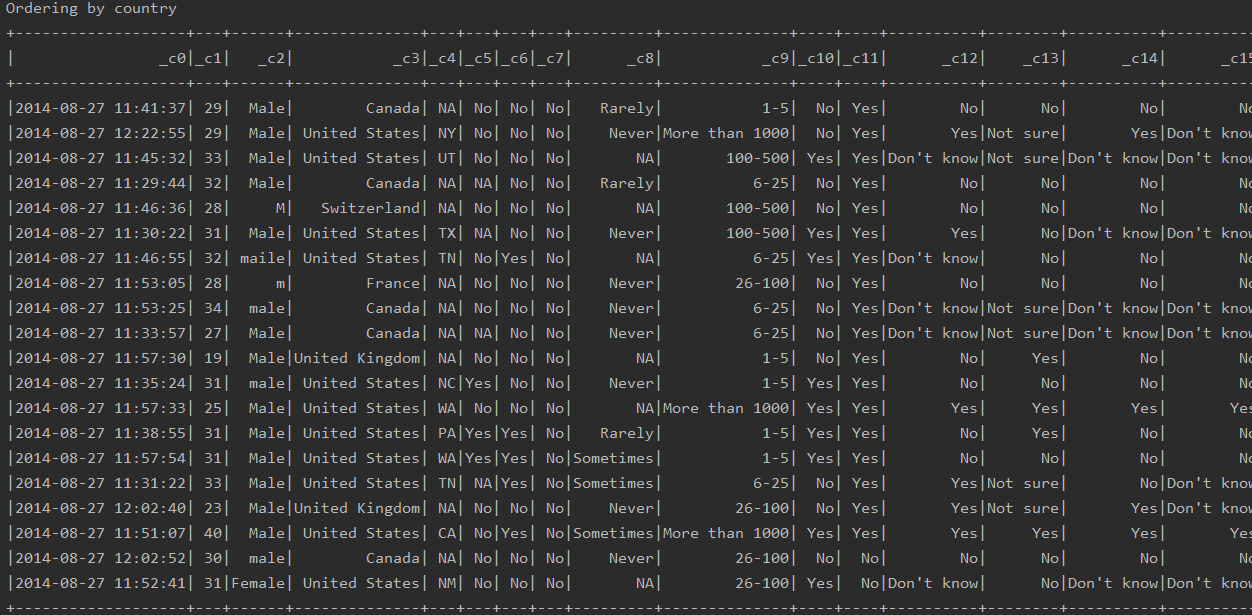 Ordering by country
+-------------------+---+------+--------------+---+---+---+---+---------+--------------+----+----+----------+--------+----------+------
|                _c0|_c1|   _c2|           _c3|_c4|_c5|_c6|_c7|      _c8|           _c9|_c10|_c11|      _c12|    _c13|      _c14|      _c15
+-------------------+---+------+--------------+---+---+---+---+---------+--------------+----+----+----------+--------+----------+------
|2014-08-27 11:41:37| 29|  Male|        Canada| NA| No| No| No|   Rarely|           1-5|  No| Yes|        No|      No|        No|        No
|2014-08-27 12:22:55| 29|  Male| United States| NY| No| No| No|    Never|More than 1000|  No| Yes|       Yes|Not sure|       Yes|Don't know
|2014-08-27 11:45:32| 33|  Male| United States| UT| No| No| No|       NA|       100-500| Yes| Yes|Don't know|Not sure|Don't know|Don't know
|2014-08-27 11:29:44| 32|  Male|        Canada| NA| NA| No| No|   Rarely|          6-25|  No| Yes|        No|      No|        No|        No
|2014-08-27 11:46:36| 28|     M|   Switzerland| NA| No| No| No|       NA|       100-500|  No| Yes|        No|      No|        No|        No
|2014-08-27 11:30:22| 31|  Male| United States| TX| NA| No| No|    Never|       100-500| Yes| Yes|       Yes|      No|Don't know|Don't know
|2014-08-27 11:46:55| 32| maile| United States| TN| No|Yes| No|       NA|          6-25| Yes| Yes|Don't know|      No|        No|        No
|2014-08-27 11:53:05| 28|     m|        France| NA| No| No| No|    Never|        26-100|  No| Yes|        No|      No|        No|        No
|2014-08-27 11:53:25| 34|  male|        Canada| NA| No| No| No|    Never|          6-25|  No| Yes|Don't know|Not sure|Don't know|Don't know
|2014-08-27 11:33:57| 27|  Male|        Canada| NA| NA| No| No|    Never|          6-25|  No| Yes|Don't know|Not sure|Don't know|Don't know
|2014-08-27 11:57:30| 19|  Male|United Kingdom| NA| No| No| No|       NA|           1-5|  No| Yes|        No|     Yes|        No|        No
|2014-08-27 11:35:24| 31|  male| United States| NC|Yes| No| No|    Never|           1-5| Yes| Yes|        No|      No|        No|        No
|2014-08-27 11:57:33| 25|  Male| United States| WA| No| No| No|       NA|More than 1000| Yes| Yes|       Yes|     Yes|       Yes|       Yes
|2014-08-27 11:38:55| 31|  Male| United States| PA|Yes|Yes| No|   Rarely|           1-5| Yes| Yes|        No|     Yes|        No|        No
|2014-08-27 11:57:54| 31|  Male| United States| WA|Yes|Yes| No|Sometimes|           1-5| Yes| Yes|        No|      No|        No|        No
|2014-08-27 11:31:22| 33|  Male| United States| TN| NA|Yes| No|Sometimes|          6-25|  No| Yes|       Yes|Not sure|        No|Don't know
|2014-08-27 12:02:40| 23|  Male|United Kingdom| NA| No| No| No|    Never|        26-100|  No| Yes|       Yes|Not sure|       Yes|Don't know
|2014-08-27 11:51:07| 40|  Male| United States| CA| No|Yes| No|Sometimes|More than 1000| Yes| Yes|       Yes|     Yes|       Yes|       Yes
|2014-08-27 12:02:52| 30|  male|        Canada| NA| No| No| No|    Never|        26-100|  No|  No|        No|      No|        No|        No
|2014-08-27 11:52:41| 31|Female| United States| NM| No| No| No|       NA|        26-100| Yes|  No|Don't know|      No|Don't know|Don't know
+-------------------+---+------+--------------+---+---+---+---+---------+--------------+----+----+----------+--------+----------+------